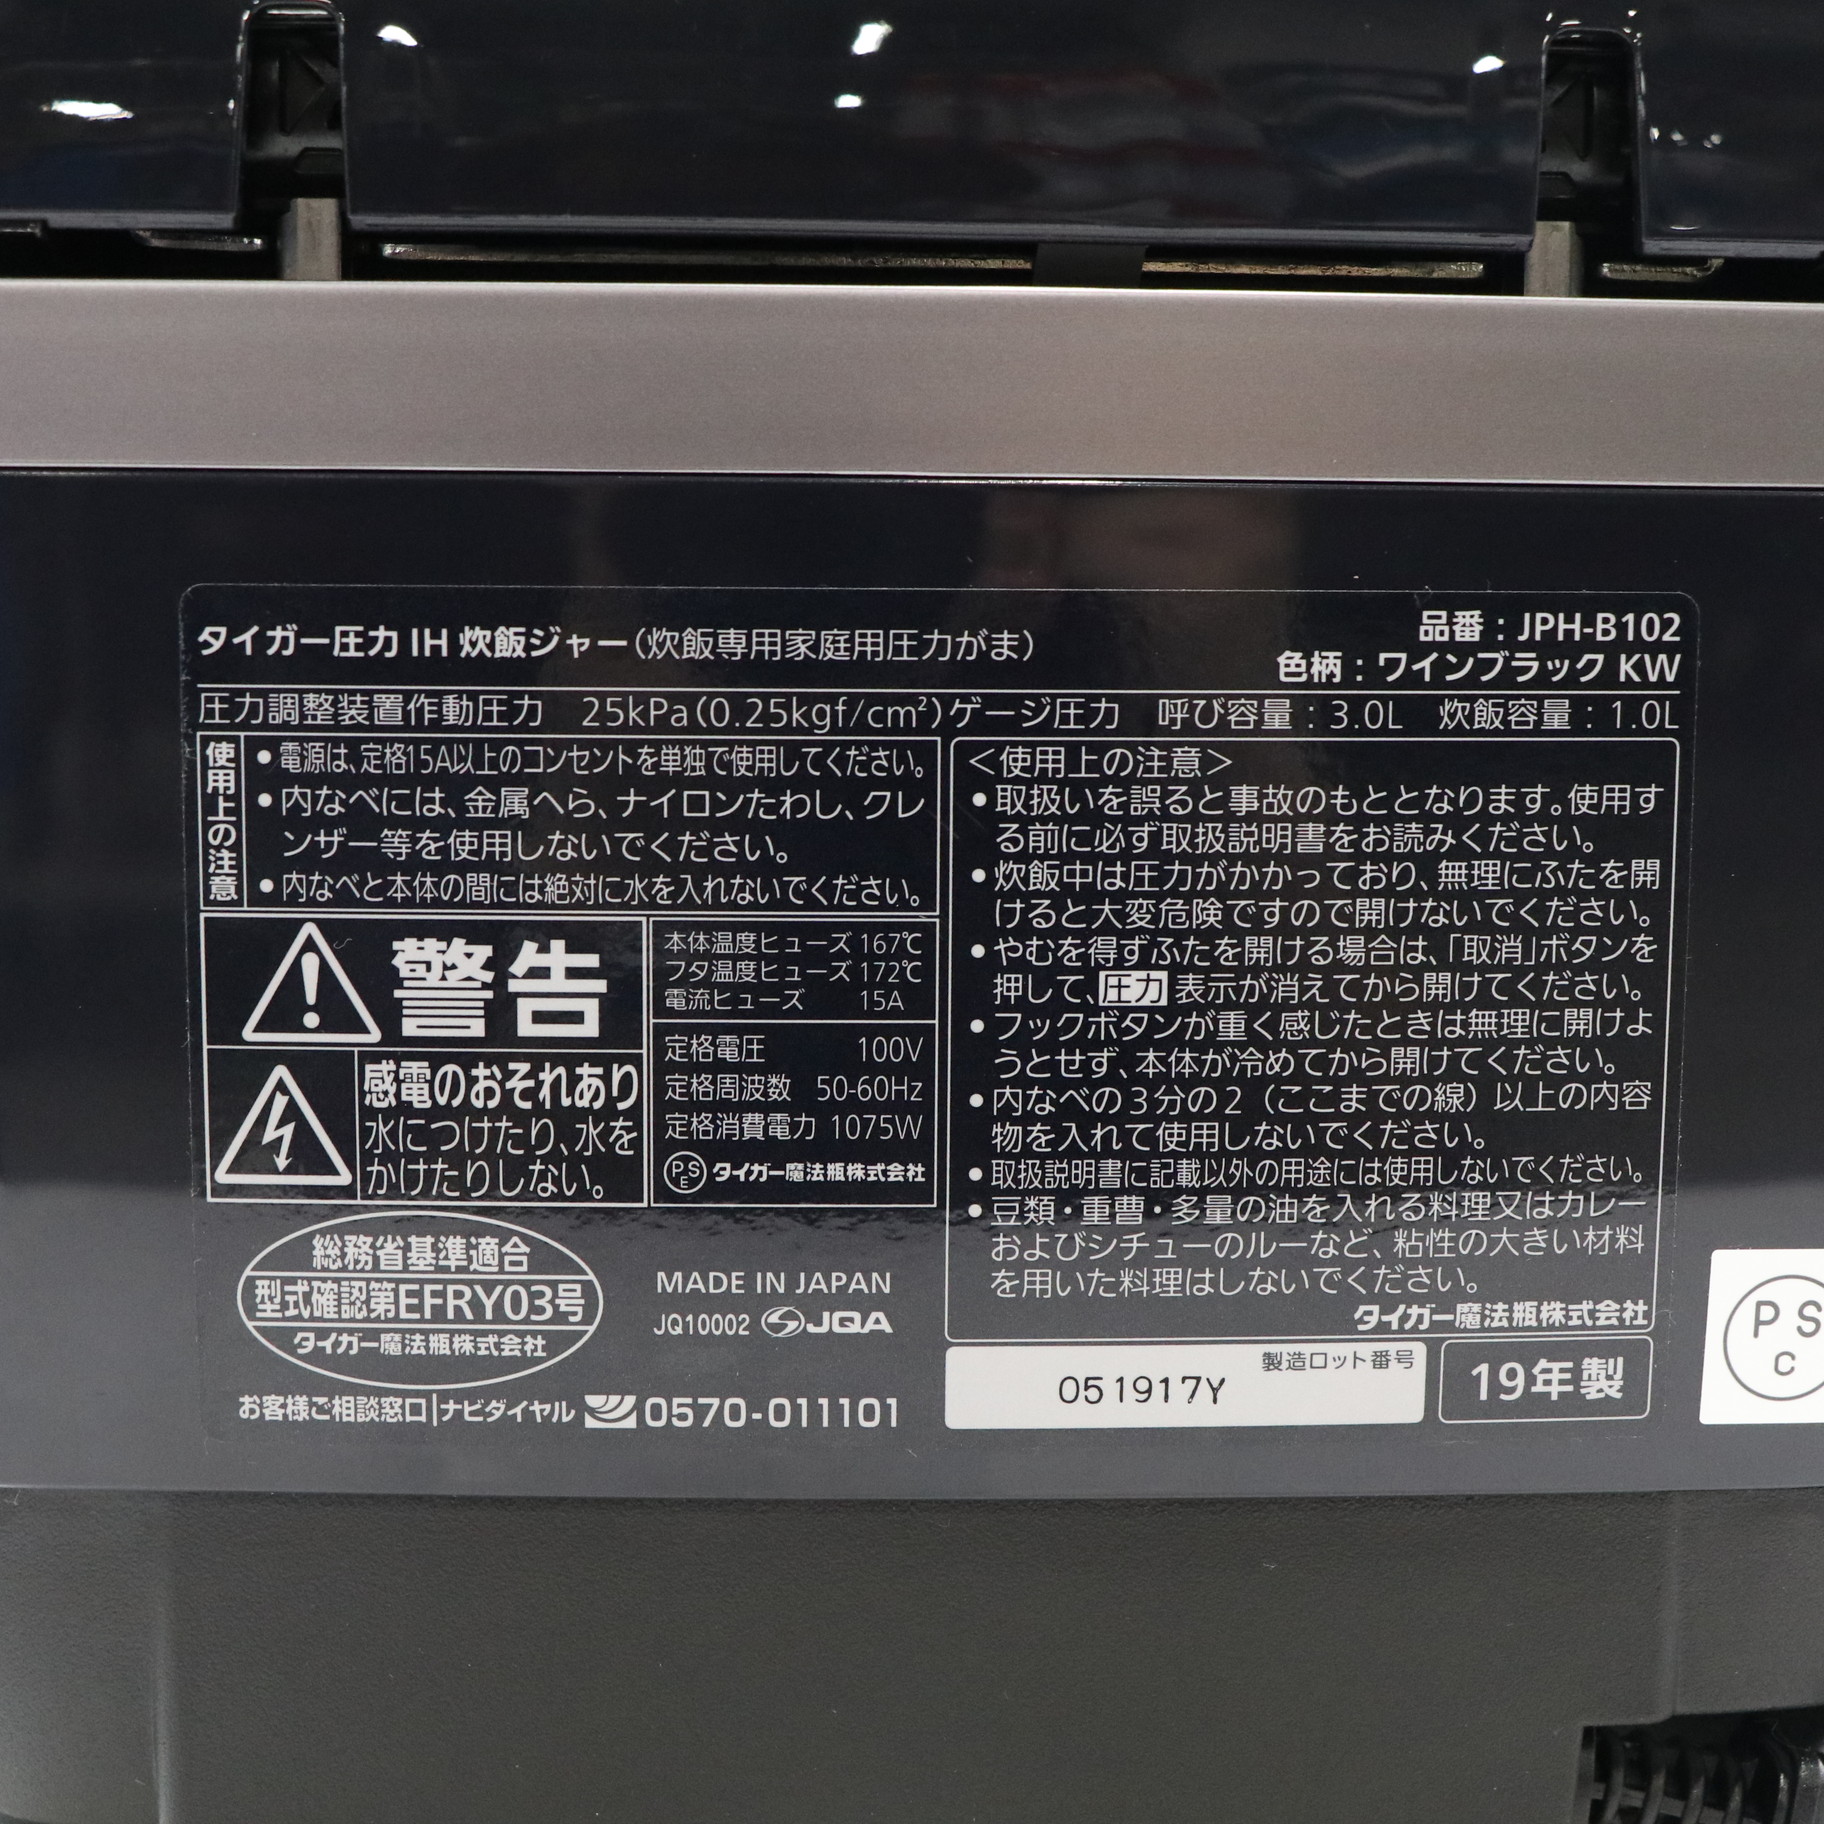 タイガー圧力IH炊飯ジャー(炊飯専用家庭用圧力がま)
品番:JPH-B102
色柄:ワインブラック KW
圧力調整装置作動圧力 25kPa(0.25kgf/cm²)ゲージ圧力 呼び容量:3.0L 炊飯容量:1.0L
使用上の注意
●電源は、定格15A以上のコンセントを単独で使用してください。
●内なべには、金属へら、ナイロンたわし、クレ
ンザー等を使用しないでください。
●内なべと本体の間には絶対に水を入れないでください。
警告
感電のおそれあり
水につけたり、水を
かけたりしない。
本体温度ヒューズ 167℃
フタ温度ヒューズ 172℃
電流ヒューズ 15A
定格電圧 100V
定格周波数 50-60Hz
定格消費電力 1075W
PSE タイガー魔法瓶株式会社
総務省基準適合
型式確認第EFRY03号
タイガー魔法瓶株式会社
MADE IN JAPAN
JQ10002 JQA
お客様ご相談窓口|ナビダイヤル 0570-011101
<使用上の注意>
●取扱いを誤ると事故のもととなります。使用す
る前に必ず取扱説明書をお読みください。
●炊飯中は圧力がかかっており、無理にふたを開
けると大変危険ですので開けないでください。
●やむを得ずふたを開ける場合は、「取消」ボタンを
押して、圧力 表示が消えてから開けてください。
●フックボタンが重く感じたときは無理に開けよ
うとせず、本体が冷めてから開けてください。
●内なべの3分の2(ここまでの線)以上の内容
物を入れて使用しないでください。
●取扱説明書に記載以外の用途には使用しないでください。
●豆類・重曹・多量の油を入れる料理又はカレー
およびシチューのルーなど、粘性の大きい材料
を用いた料理はしないでください。
タイガー魔法瓶株式会社
製造ロット番号
051917Y
19年製
PS
C